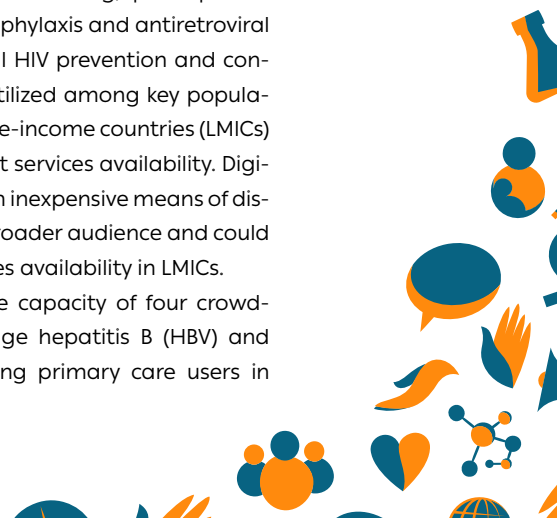 phylaxis and antiretroviral
l HIV prevention and con-
tilized among key popula-
e-income countries (LMICs)
t services availability. Digi-
n inexpensive means of dis-
roader audience and could
es availability in LMICs.
e capacity of four crowd-
ge hepatitis B (HBV) and
ng primary care users in